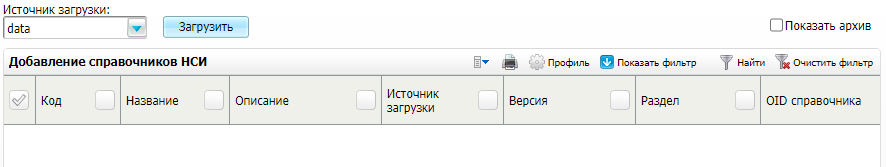 Источник загрузки:
data Загрузить Показать архив
Добавление справочников НСИ Профиль Показать фильтр Найти Очистить фильтр
Код Название Описание Источник загрузки Версия Раздел OID справочника